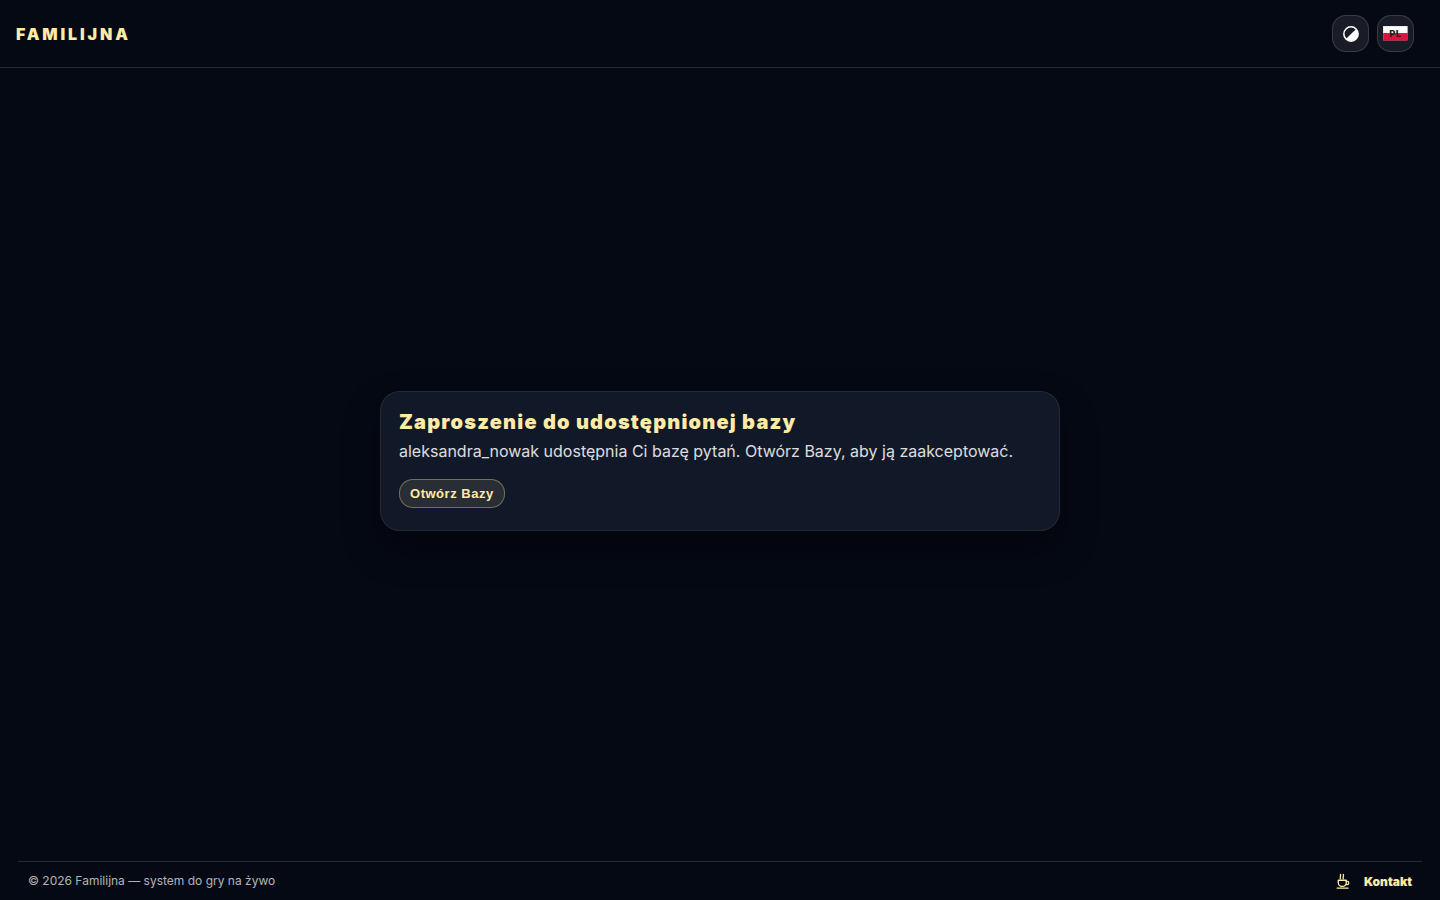 FAMILIJNA
PL
Zaproszenie do udostępnionej bazy
aleksandra_nowak udostępnia Ci bazę pytań. Otwórz Bazy, aby ją zaakceptować.
Otwórz Bazy
© 2026 Familijna — system do gry na żywo
Kontakt